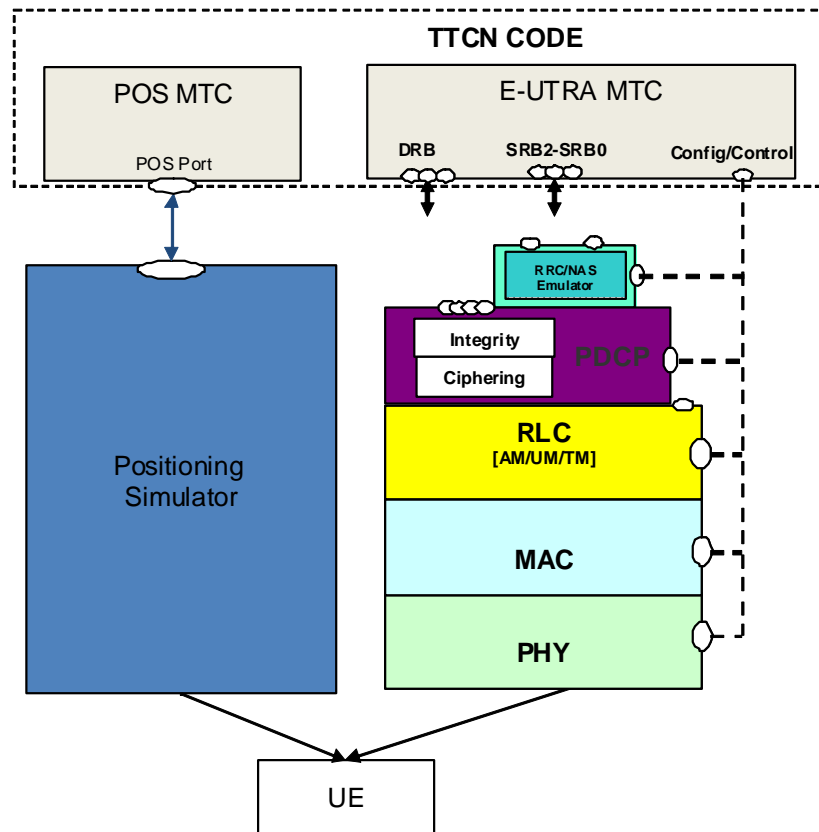 TTCN CODE
POS MTC
POS Port
E-UTRA MTC
DRB
SRB2-SRB0
Config/Control
RRC/NAS
Emulator
Integrity
Ciphering
PDCP
RLC
[AM/UM/TM]
MAC
PHY
Positioning
Simulator
UE